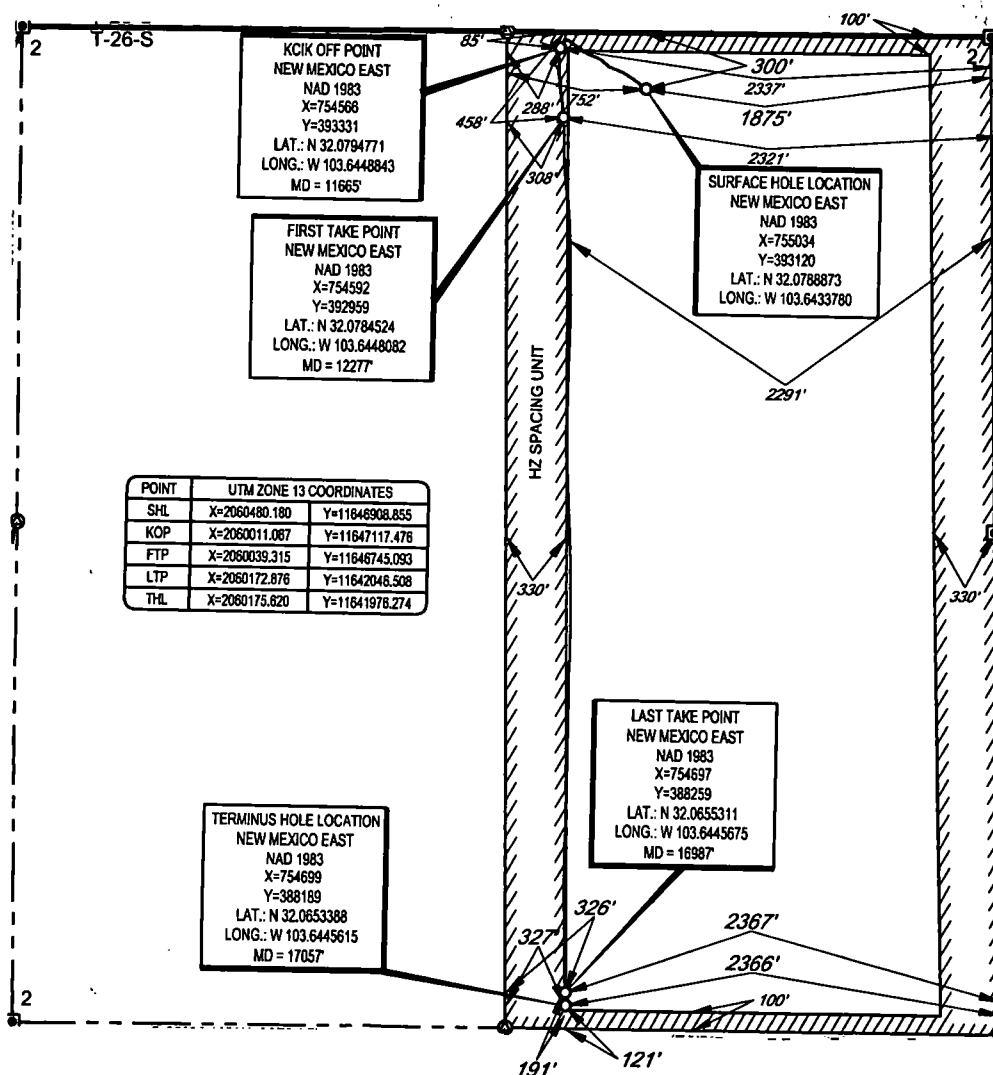 2
T-26-S
100'
KCIK OFF POINT
NEW MEXICO EAST
NAD 1983
X=754566
Y=393331
LAT.: N 32.0794771
LONG.: W 103.6448843
MD = 11665'
85'
288'
752'
458'
308'
300'
2
2337'
1875'
2321'
SURFACE HOLE LOCATION
NEW MEXICO EAST
NAD 1983
X=755034
Y=393120
LAT.: N 32.0788873
LONG.: W 103.6433780
FIRST TAKE POINT
NEW MEXICO EAST
NAD 1983
X=754592
Y=392959
LAT.: N 32.0784524
LONG.: W 103.6448082
MD = 12277'
HZ SPACING UNIT
2291'
POINT UTM ZONE 13 COORDINATES
SHL X=2060480.180 Y=11646908.855
KOP X=2060011.087 Y=11647117.476
FTP X=2060039.315 Y=11646745.093
LTP X=2060172.876 Y=11642046.508
THL X=2060175.620 Y=11641976.274
330'
330'
LAST TAKE POINT
NEW MEXICO EAST
NAD 1983
X=754697
Y=388259
LAT.: N 32.0655311
LONG.: W 103.6445675
MD = 16987'
TERMINUS HOLE LOCATION
NEW MEXICO EAST
NAD 1983
X=754699
Y=388189
LAT.: N 32.0653388
LONG.: W 103.6445615
MD = 17057'
326'
327'
2367'
2366'
100'
2
191'
121'